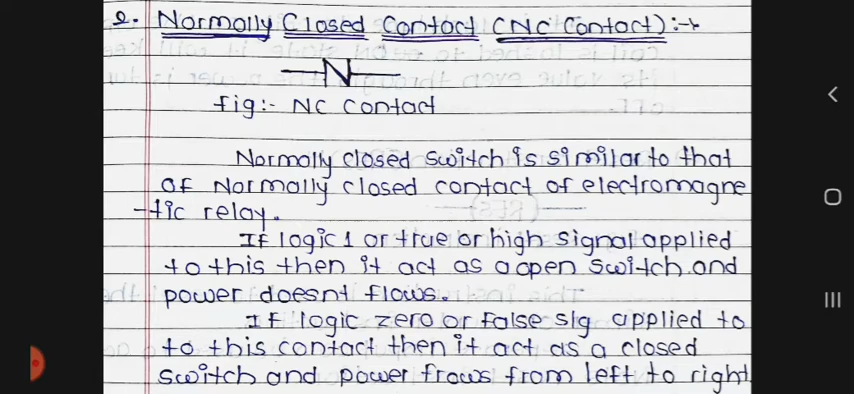 2. Normally Closed Contact (NC Contact):-
fig:- NC Contact
Normally closed switch is similar to that
of Normally closed contact of electromagne
-tic relay.
If logic 1 or true or high signal applied
to this then it act as a open switch and
power doesnt flows.
If logic zero or false sig applied to
to this contact then it act as a closed
switch and power frows from left to right